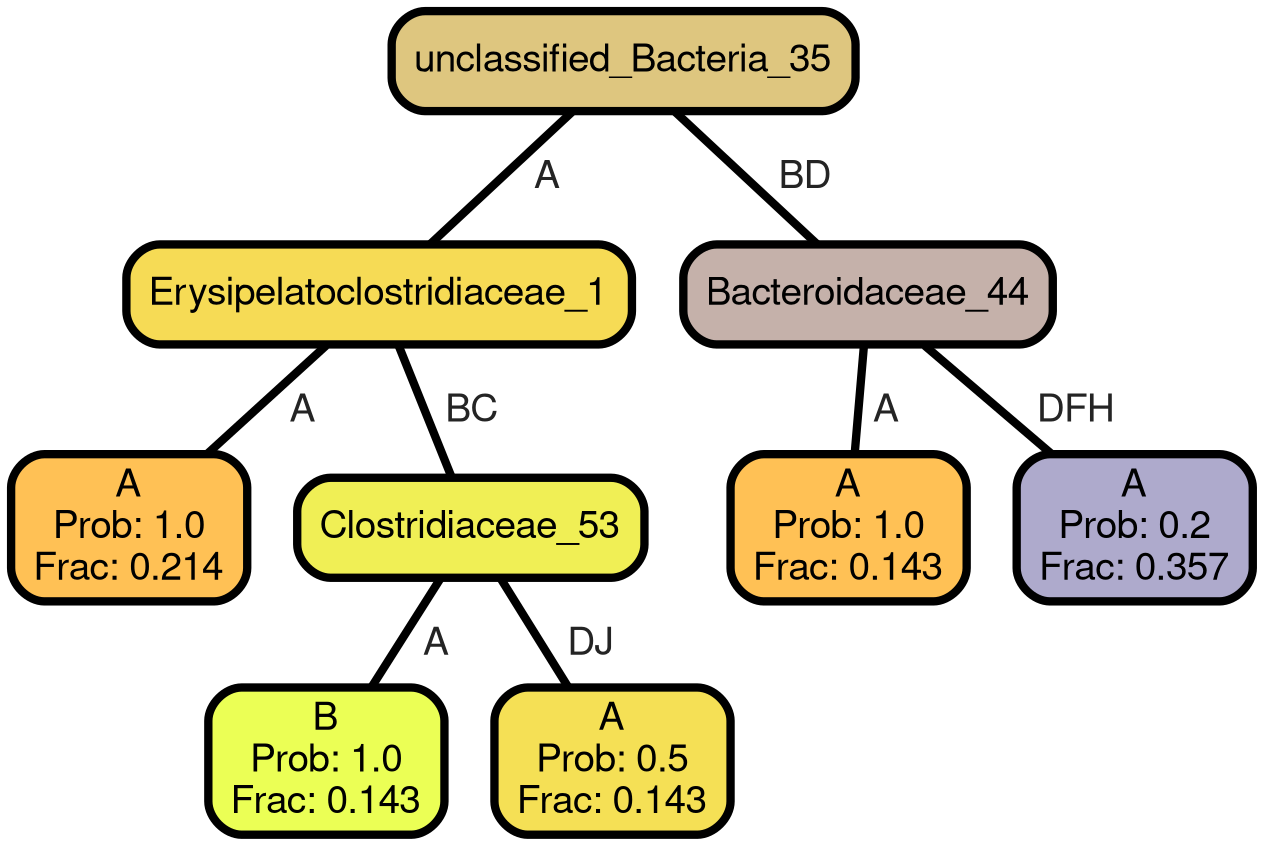 unclassified_Bacteria_35
A
BD
Erysipelatoclostridiaceae_1
Bacteroidaceae_44
A
BC
A
DFH
A
Prob: 1.0
Frac: 0.214
Clostridiaceae_53
A
Prob: 1.0
Frac: 0.143
A
Prob: 0.2
Frac: 0.357
A
DJ
B
Prob: 1.0
Frac: 0.143
A
Prob: 0.5
Frac: 0.143